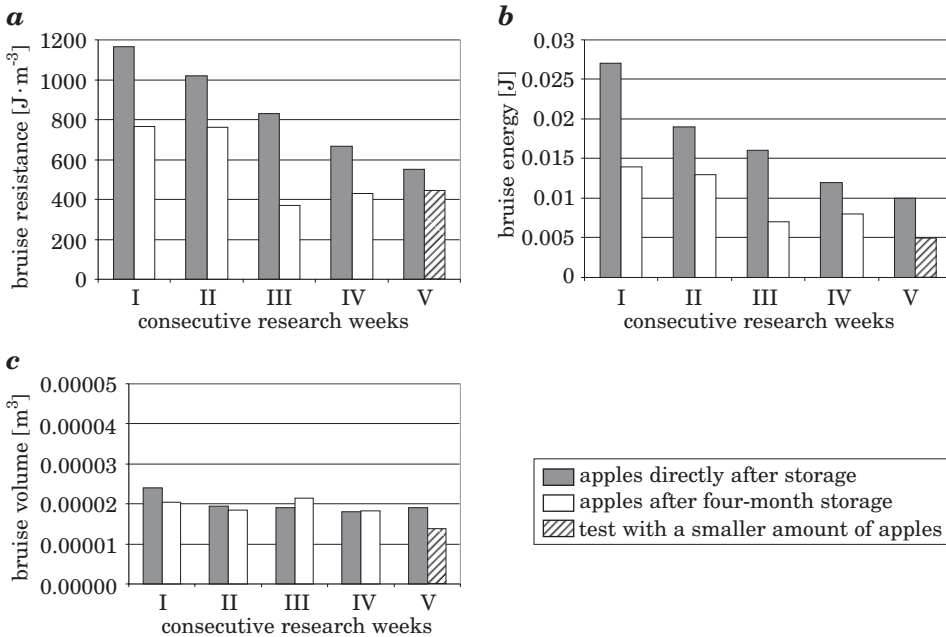 a
bruise resistance [J·m-3]
1200
1000
800
600
400
200
0
I II III IV V
consecutive research weeks
b
bruise energy [J]
0.03
0.025
0.02
0.015
0.01
0.005
0
I II III IV V
consecutive research weeks
c
bruise volume [m3]
0.00005
0.00004
0.00003
0.00002
0.00001
0.00000
I II III IV V
consecutive research weeks
apples directly after storage
apples after four-month storage
test with a smaller amount of apples